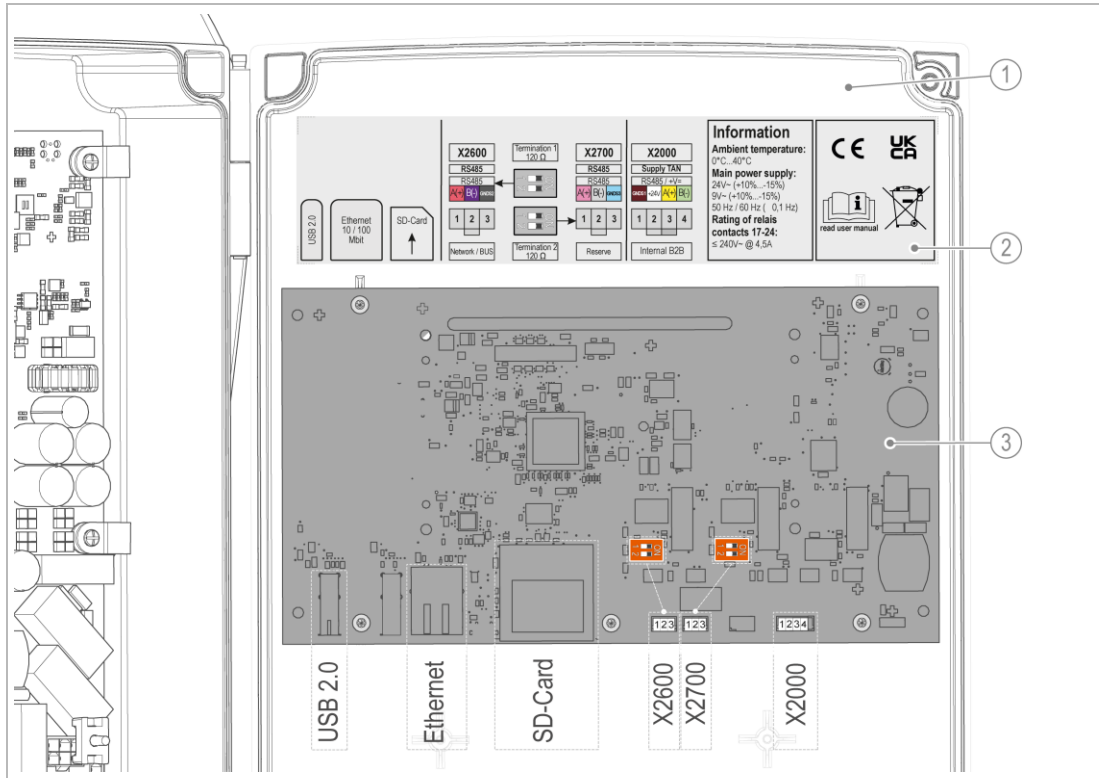 1
2
3
USB 2.0
Ethernet
10 / 100
Mbit
SD-Card
X2600
RS485
RS485
A(+) B(-) GND53
1 2 3
Network / BUS
Termination 1
120 Ω
Termination 2
120 Ω
X2700
RS485
RS485
A(+) B(-)
1 2 3
Reserve
X2000
Supply TAN
RS485 / +V=
+24V A(+) B(-)
1 2 3 4
Internal B2B
Information
Ambient temperature:
0°C...40°C
Main power supply:
24V~ (+10%...-15%)
9V~ (+10%...-15%)
50 Hz / 60 Hz ( 0,1 Hz)
Rating of relais
contacts 17-24:
≤ 240V~ @ 4,5A
CE UK
CA
read user manual
123
123
1234
USB 2.0
Ethernet
SD-Card
X2600
X2700
X2000